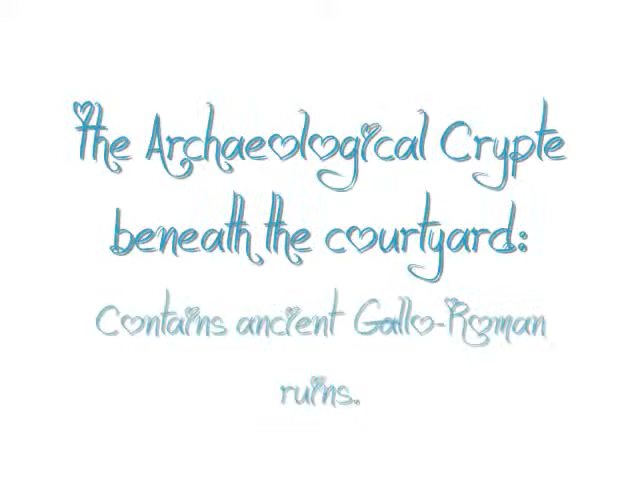 The Archaeological Crypte
beneath the courtyard:
Contains ancient Gallo-Roman
ruins.